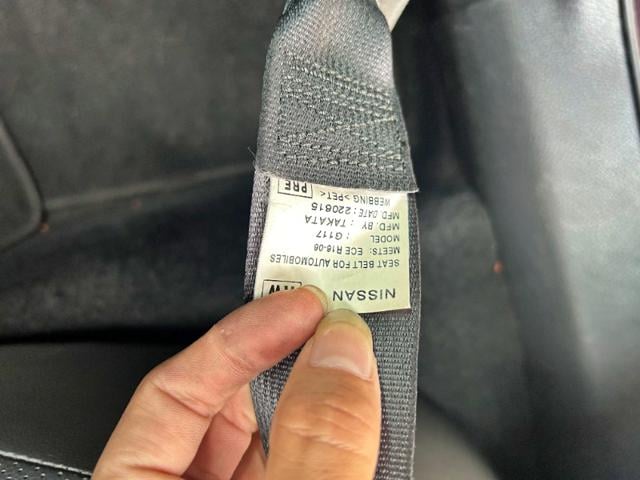 NISSAN
SEAT BELT FOR AUTOMOBILES
MEETS: ECE R16-06
MODEL : G117
MFD. BY : TAKATA
MFD. DATE : 220615
WEBBING >PET<
PRE